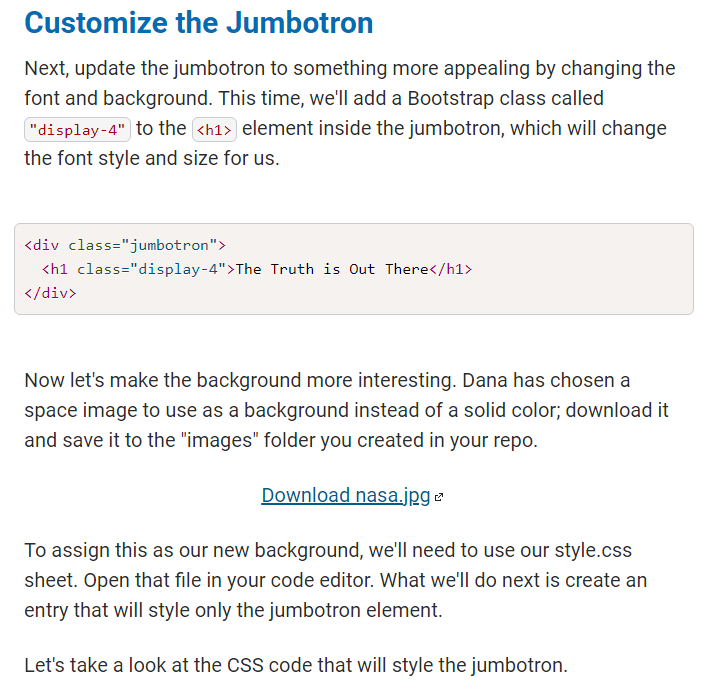 Customize the Jumbotron
Next, update the jumbotron to something more appealing by changing the
font and background. This time, we'll add a Bootstrap class called
"display-4" to the <h1> element inside the jumbotron, which will change
the font style and size for us.
<div class="jumbotron">
  <h1 class="display-4">The Truth is Out There</h1>
</div>
Now let's make the background more interesting. Dana has chosen a
space image to use as a background instead of a solid color; download it
and save it to the "images" folder you created in your repo.
Download nasa.jpg
To assign this as our new background, we'll need to use our style.css
sheet. Open that file in your code editor. What we'll do next is create an
entry that will style only the jumbotron element.
Let's take a look at the CSS code that will style the jumbotron.